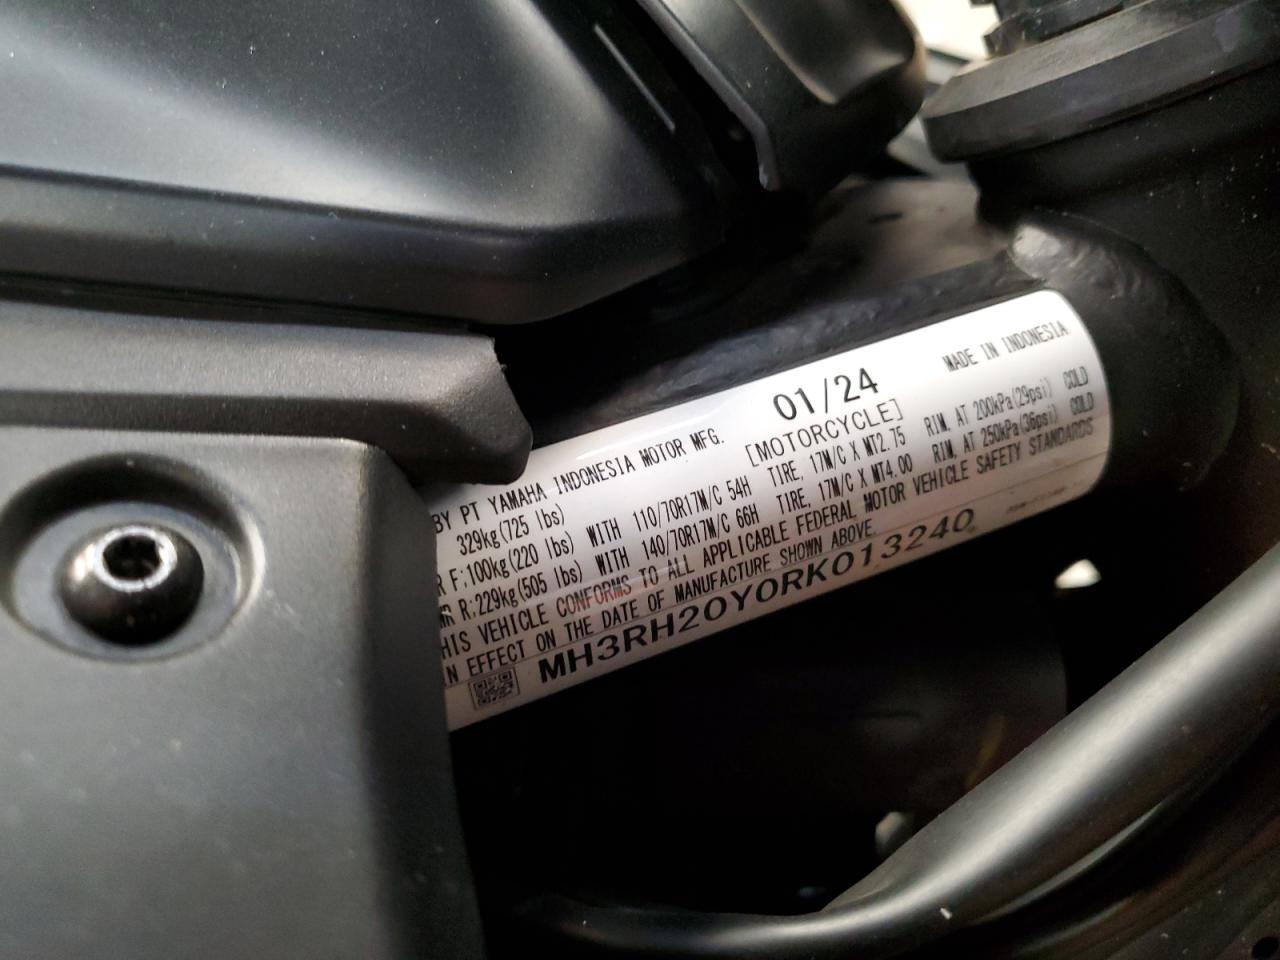 01/24 MADE IN INDONESIA
BY PT YAMAHA INDONESIA MOTOR MFG. [MOTORCYCLE]
329kg(725 lbs)
R F:100kg(220 lbs) WITH 110/70R17M/C 54H TIRE, 17M/C X MT2.75 RIM, AT 200kPa(29psi) COLD
R R:229kg(505 lbs) WITH 140/70R17M/C 66H TIRE, 17M/C X MT4.00 RIM, AT 250kPa(36psi) COLD
HIS VEHICLE CONFORMS TO ALL APPLICABLE FEDERAL MOTOR VEHICLE SAFETY STANDARDS
N EFFECT ON THE DATE OF MANUFACTURE SHOWN ABOVE.
MH3RH20Y0RK013240